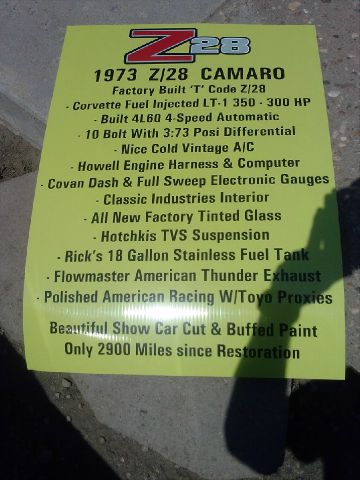 Z28
1973 Z/28 CAMARO
Factory Built 'T' Code Z/28
- Corvette Fuel Injected LT-1 350 - 300 HP
- Built 4L60 4-Speed Automatic
- 10 Bolt With 3:73 Posi Differential
- Nice Cold Vintage A/C
- Howell Engine Harness & Computer
- Covan Dash & Full Sweep Electronic Gauges
- Classic Industries Interior
- All New Factory Tinted Glass
- Hotchkis TVS Suspension
- Rick's 18 Gallon Stainless Fuel Tank
- Flowmaster American Thunder Exhaust
- Polished American Racing W/Toyo Proxies
Beautiful Show Car Cut & Buffed Paint
Only 2900 Miles since Restoration